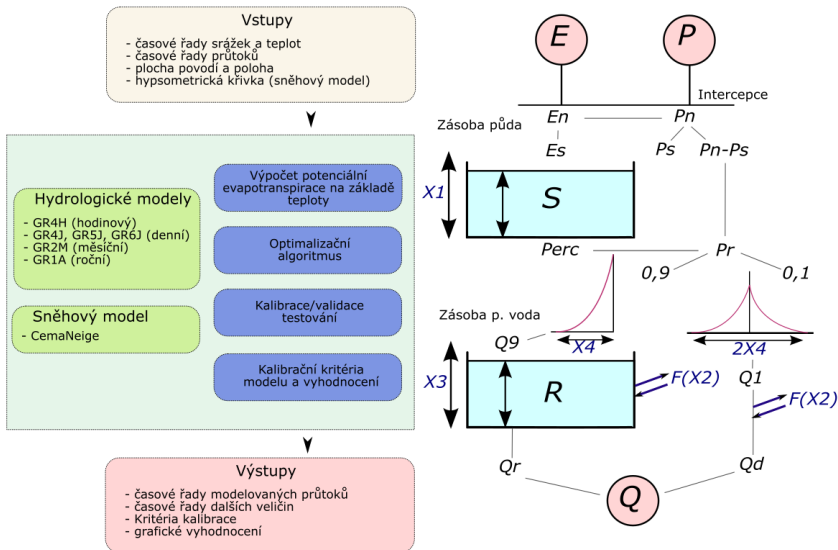 Vstupy
- časové řady srážek a teplot
- časové řady průtoků
- plocha povodí a poloha
- hypsometrická křivka (sněhový model)
Hydrologické modely
- GR4H (hodinový)
- GR4J, GR5J, GR6J (denní)
- GR2M (měsíční)
- GR1A (roční)
Sněhový model
- CemaNeige
Výpočet potenciální
evapotranspirace na základě
teploty
Optimalizační
algoritmus
Kalibrace/validace
testování
Kalibrační kritéria
modelu a vyhodnocení
Výstupy
- časové řady modelovaných průtoků
- časové řady dalších veličin
- Kritéria kalibrace
- grafické vyhodnocení
E
P
Intercepce
En
Pn
Zásoba půda
Es
Ps
Pn-Ps
X1
S
Perc
Pr
0,9
0,1
Zásoba p. voda
Q9
X4
2X4
X3
R
F(X2)
Q1
F(X2)
Qr
Qd
Q